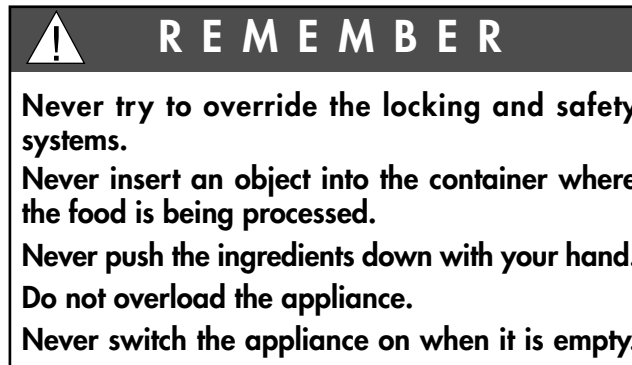 REMEMBER
Never try to override the locking and safety
systems.
Never insert an object into the container where
the food is being processed.
Never push the ingredients down with your hand.
Do not overload the appliance.
Never switch the appliance on when it is empty.